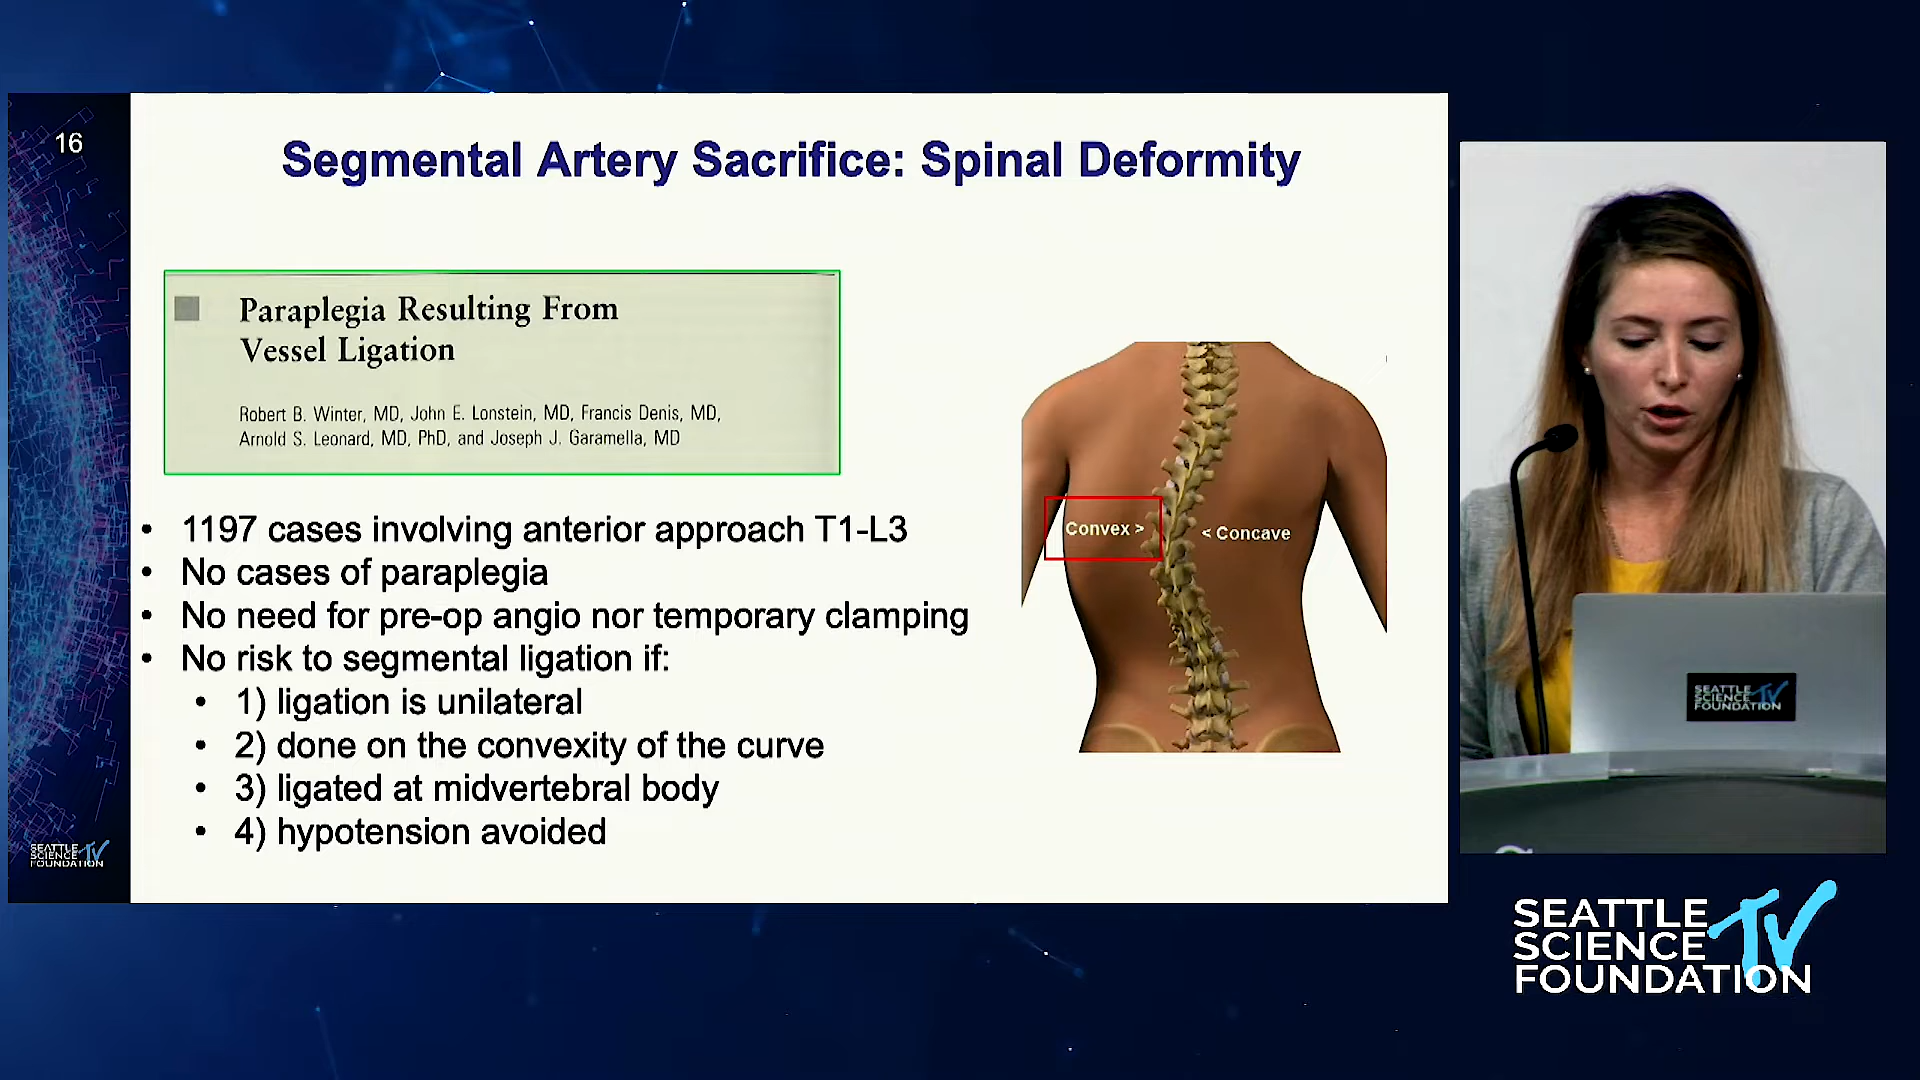 16
Segmental Artery Sacrifice: Spinal Deformity
Paraplegia Resulting From
Vessel Ligation
Robert B. Winter, MD, John E. Lonstein, MD, Francis Denis, MD,
Arnold S. Leonard, MD, PhD, and Joseph J. Garamella, MD
• 1197 cases involving anterior approach T1-L3
• No cases of paraplegia
• No need for pre-op angio nor temporary clamping
• No risk to segmental ligation if:
• 1) ligation is unilateral
• 2) done on the convexity of the curve
• 3) ligated at midvertebral body
• 4) hypotension avoided
Convex >
< Concave
SEATTLE
SCIENCE TV
FOUNDATION
SEATTLE
SCIENCE TV
FOUNDATION
SEATTLE
SCIENCE TV
FOUNDATION